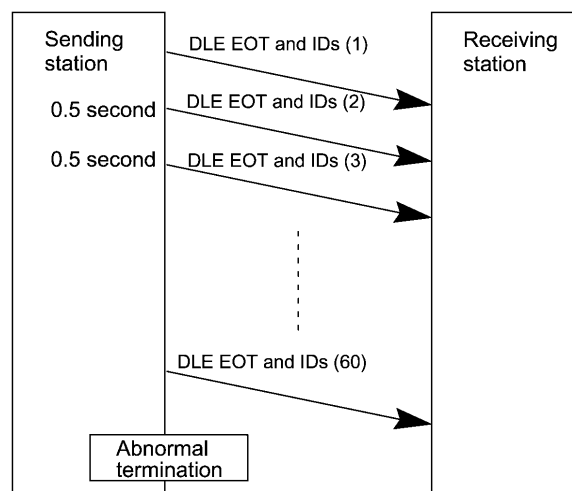 Sending
station
DLE EOT and IDs (1)
Receiving
station
0.5 second
DLE EOT and IDs (2)
0.5 second
DLE EOT and IDs (3)
DLE EOT and IDs (60)
Abnormal
termination